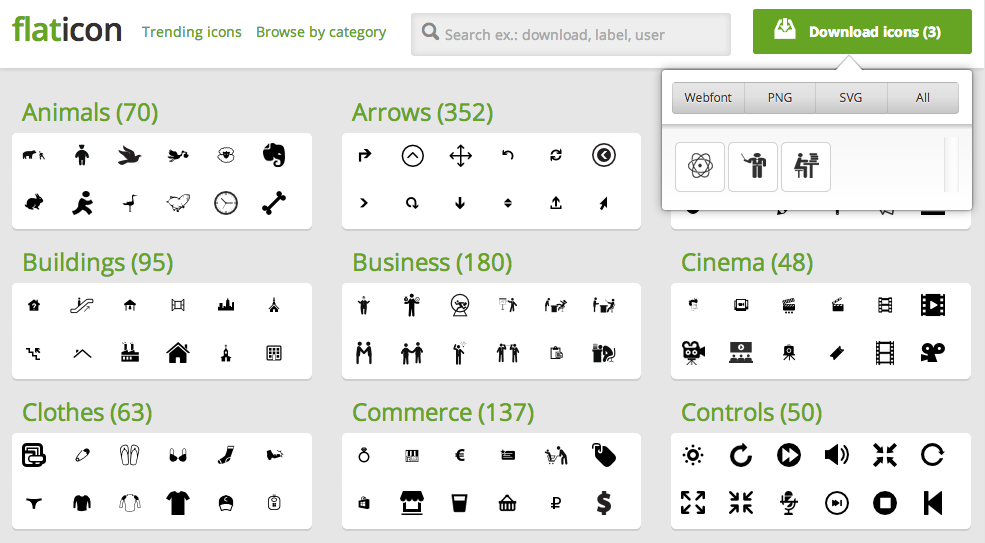 flaticon Trending icons Browse by category Search ex.: download, label, user Download icons (3)
Webfont PNG SVG All
Animals (70) Arrows (352)
Buildings (95) Business (180) Cinema (48)
Clothes (63) Commerce (137) Controls (50)